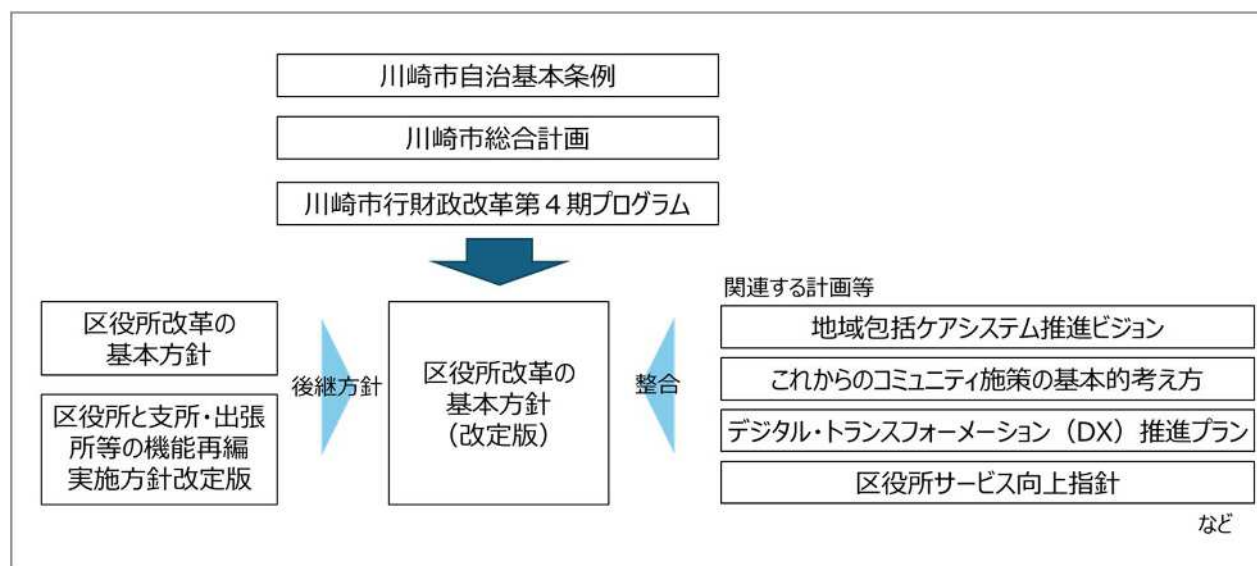 川崎市自治基本条例
川崎市総合計画
川崎市行財政改革第４期プログラム
区役所改革の
基本方針
区役所と支所・出張
所等の機能再編
実施方針改定版
後継方針
区役所改革の
基本方針
（改定版）
整合
関連する計画等
地域包括ケアシステム推進ビジョン
これからのコミュニティ施策の基本的考え方
デジタル・トランスフォーメーション（DX）推進プラン
区役所サービス向上指針
など